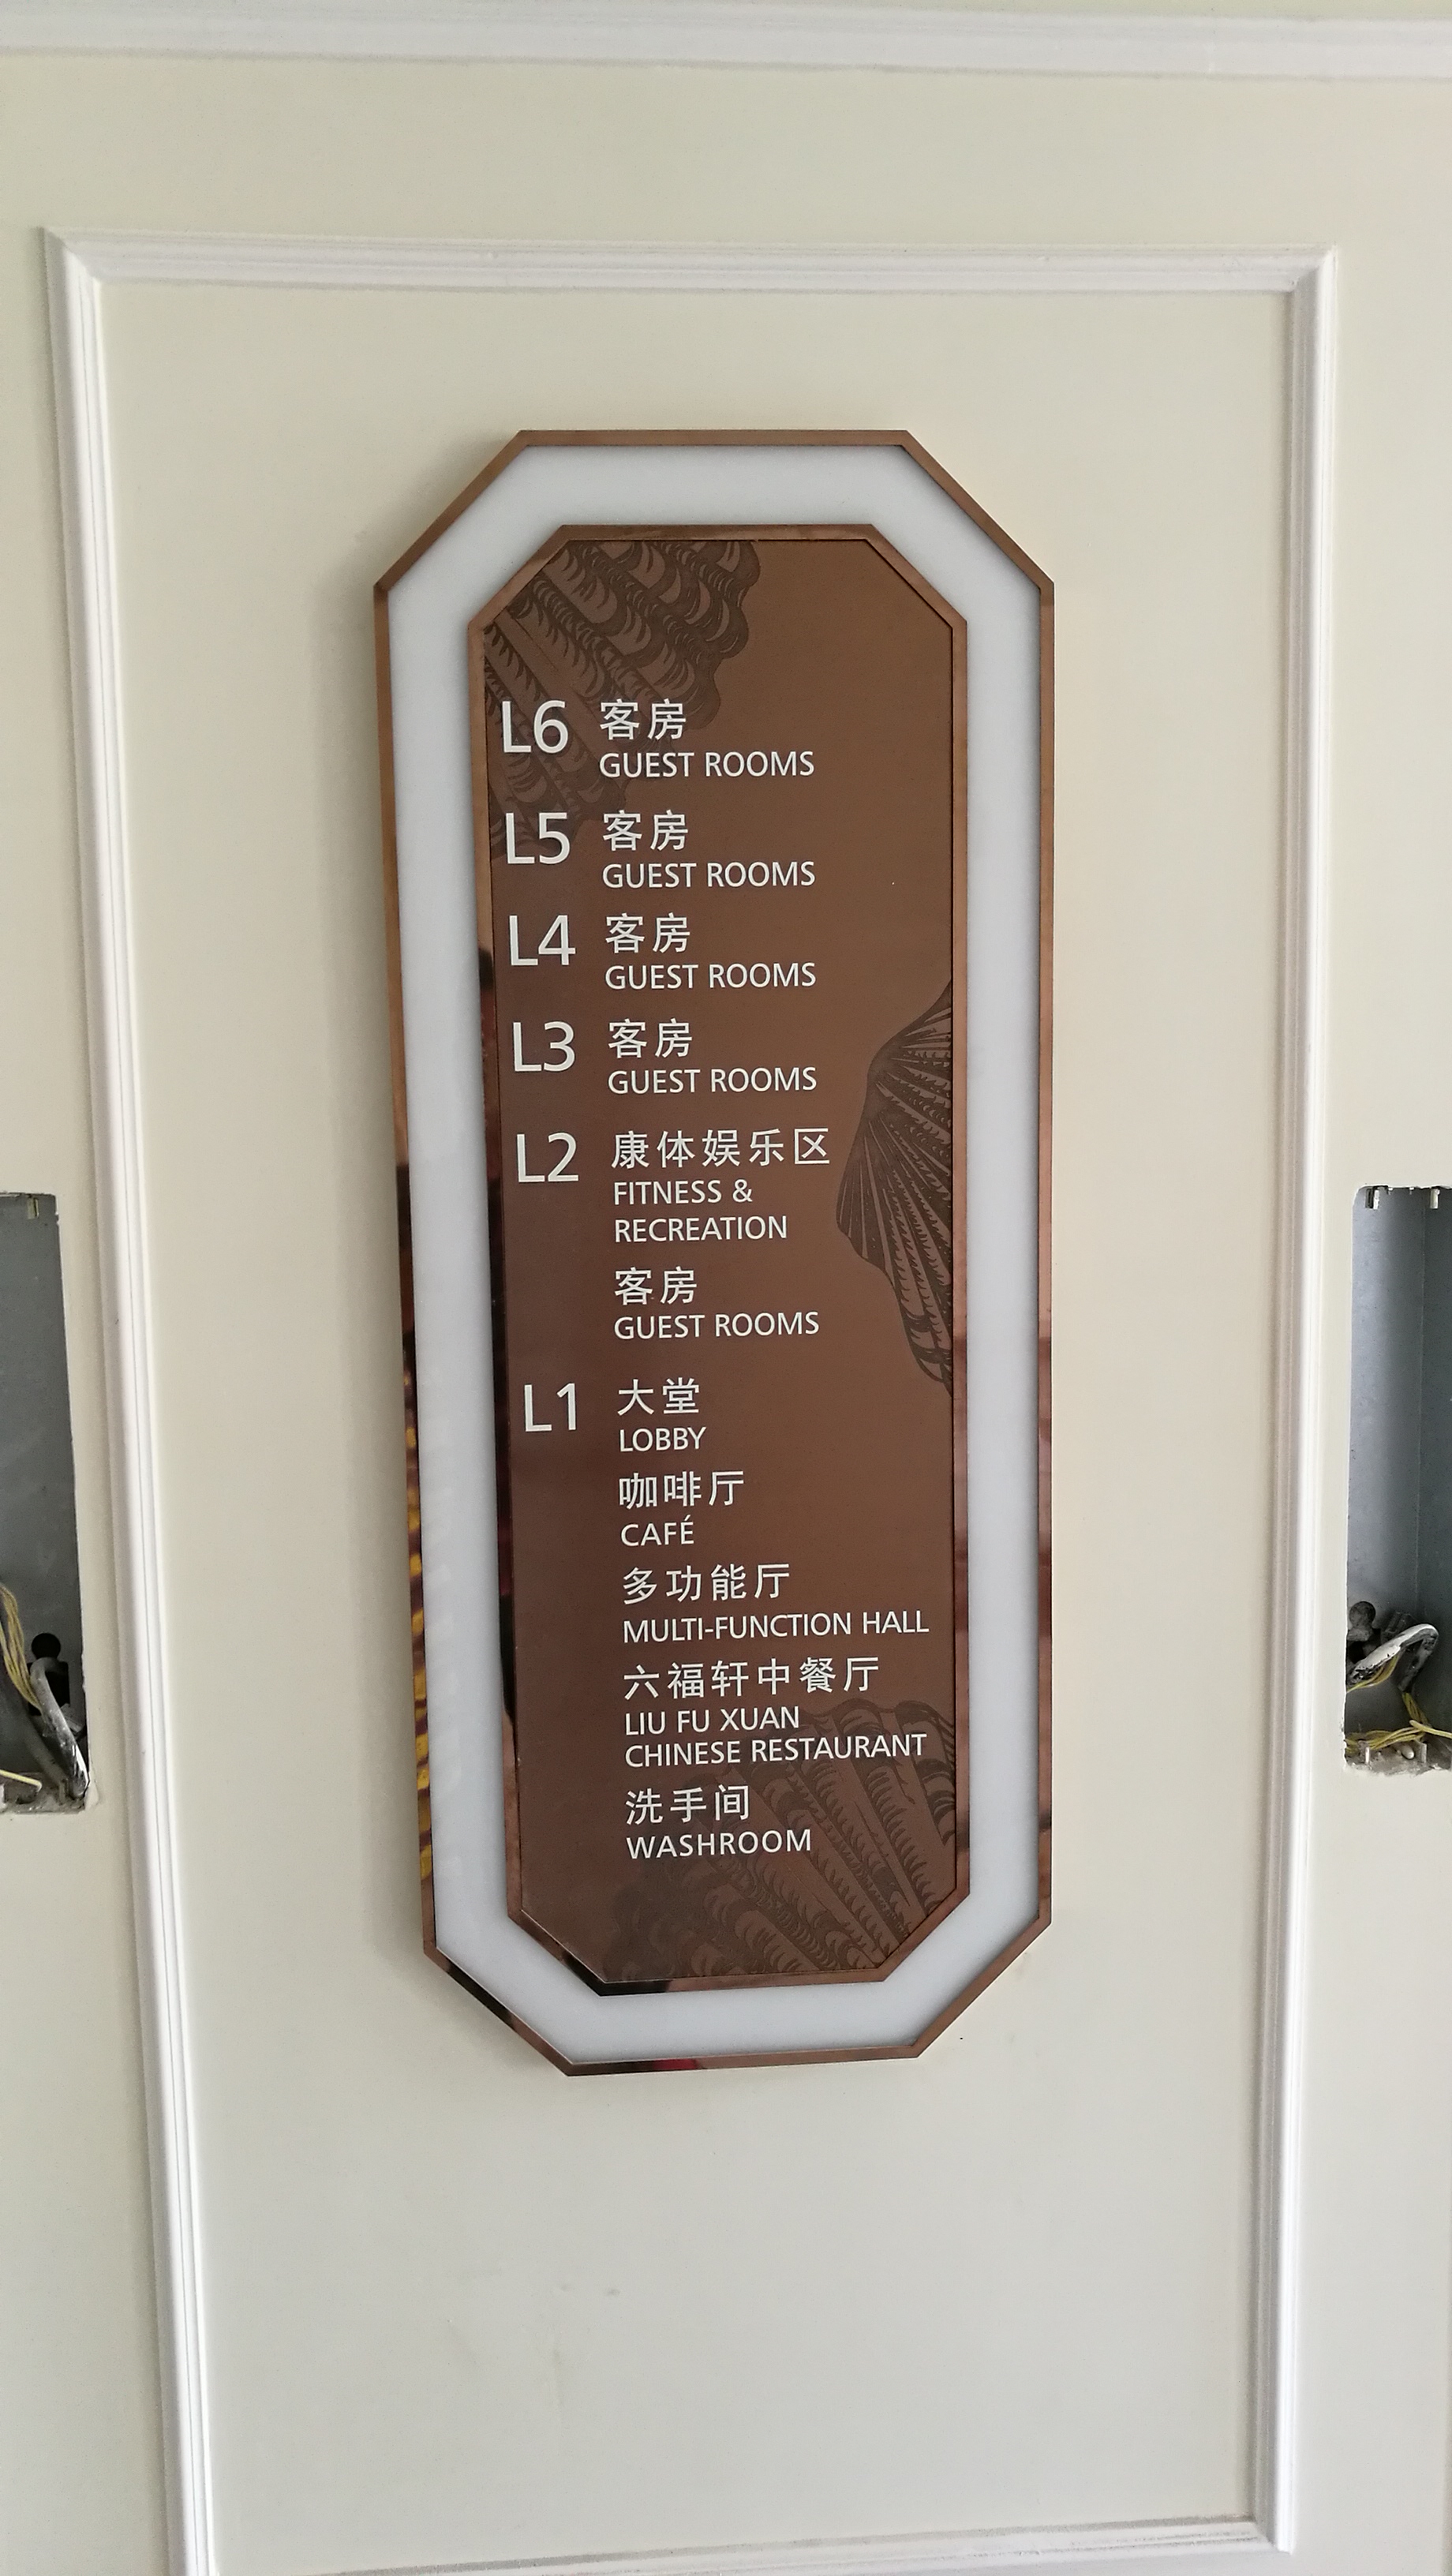 L6 客房
GUEST ROOMS
L5 客房
GUEST ROOMS
L4 客房
GUEST ROOMS
L3 客房
GUEST ROOMS
L2 康体娱乐区
FITNESS &
RECREATION
客房
GUEST ROOMS
L1 大堂
LOBBY
咖啡厅
CAFÉ
多功能厅
MULTI-FUNCTION HALL
六福轩中餐厅
LIU FU XUAN
CHINESE RESTAURANT
洗手间
WASHROOM